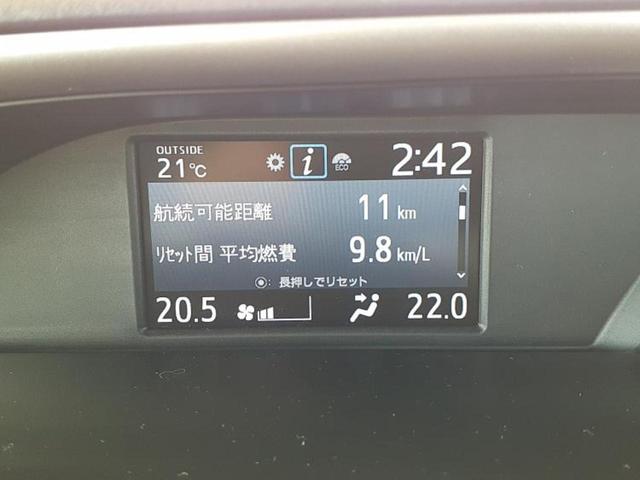 OUTSIDE
21℃ i ECO 2:42
航続可能距離 11 km
リセット間 平均燃費 9.8 km/L
◉: 長押しでリセット
20.5 22.0